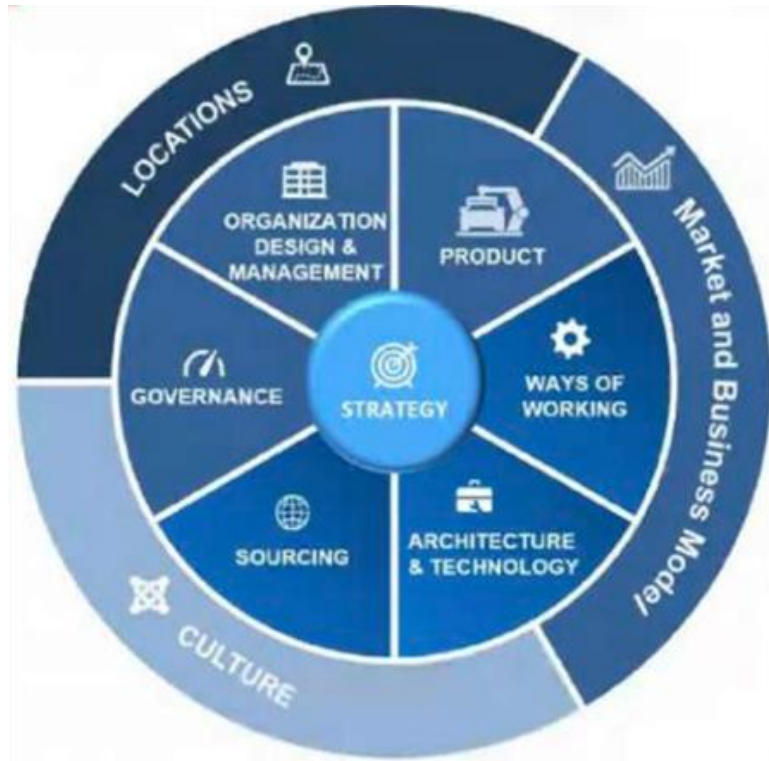 LOCATIONS
Market and Business Model
ORGANIZATION
DESIGN &
MANAGEMENT
PRODUCT
GOVERNANCE
STRATEGY
WAYS OF
WORKING
SOURCING
ARCHITECTURE
& TECHNOLOGY
CULTURE